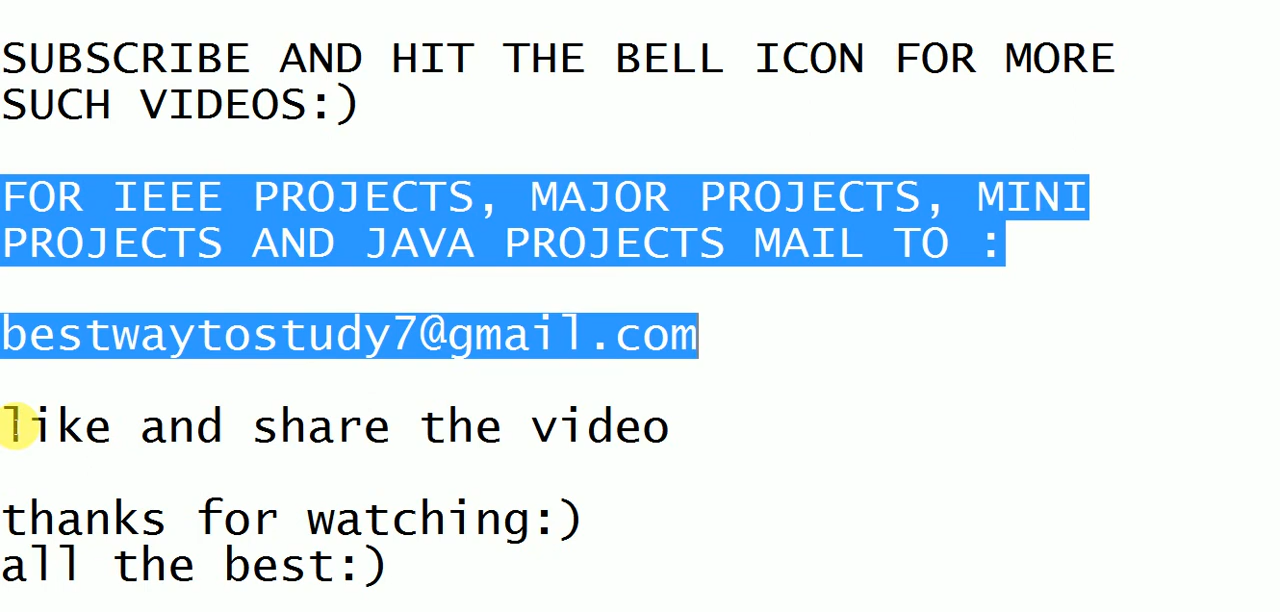 SUBSCRIBE AND HIT THE BELL ICON FOR MORE
SUCH VIDEOS:)
FOR IEEE PROJECTS, MAJOR PROJECTS, MINI
PROJECTS AND JAVA PROJECTS MAIL TO :
bestwaytostudy7@gmail.com
like and share the video
thanks for watching:)
all the best:)